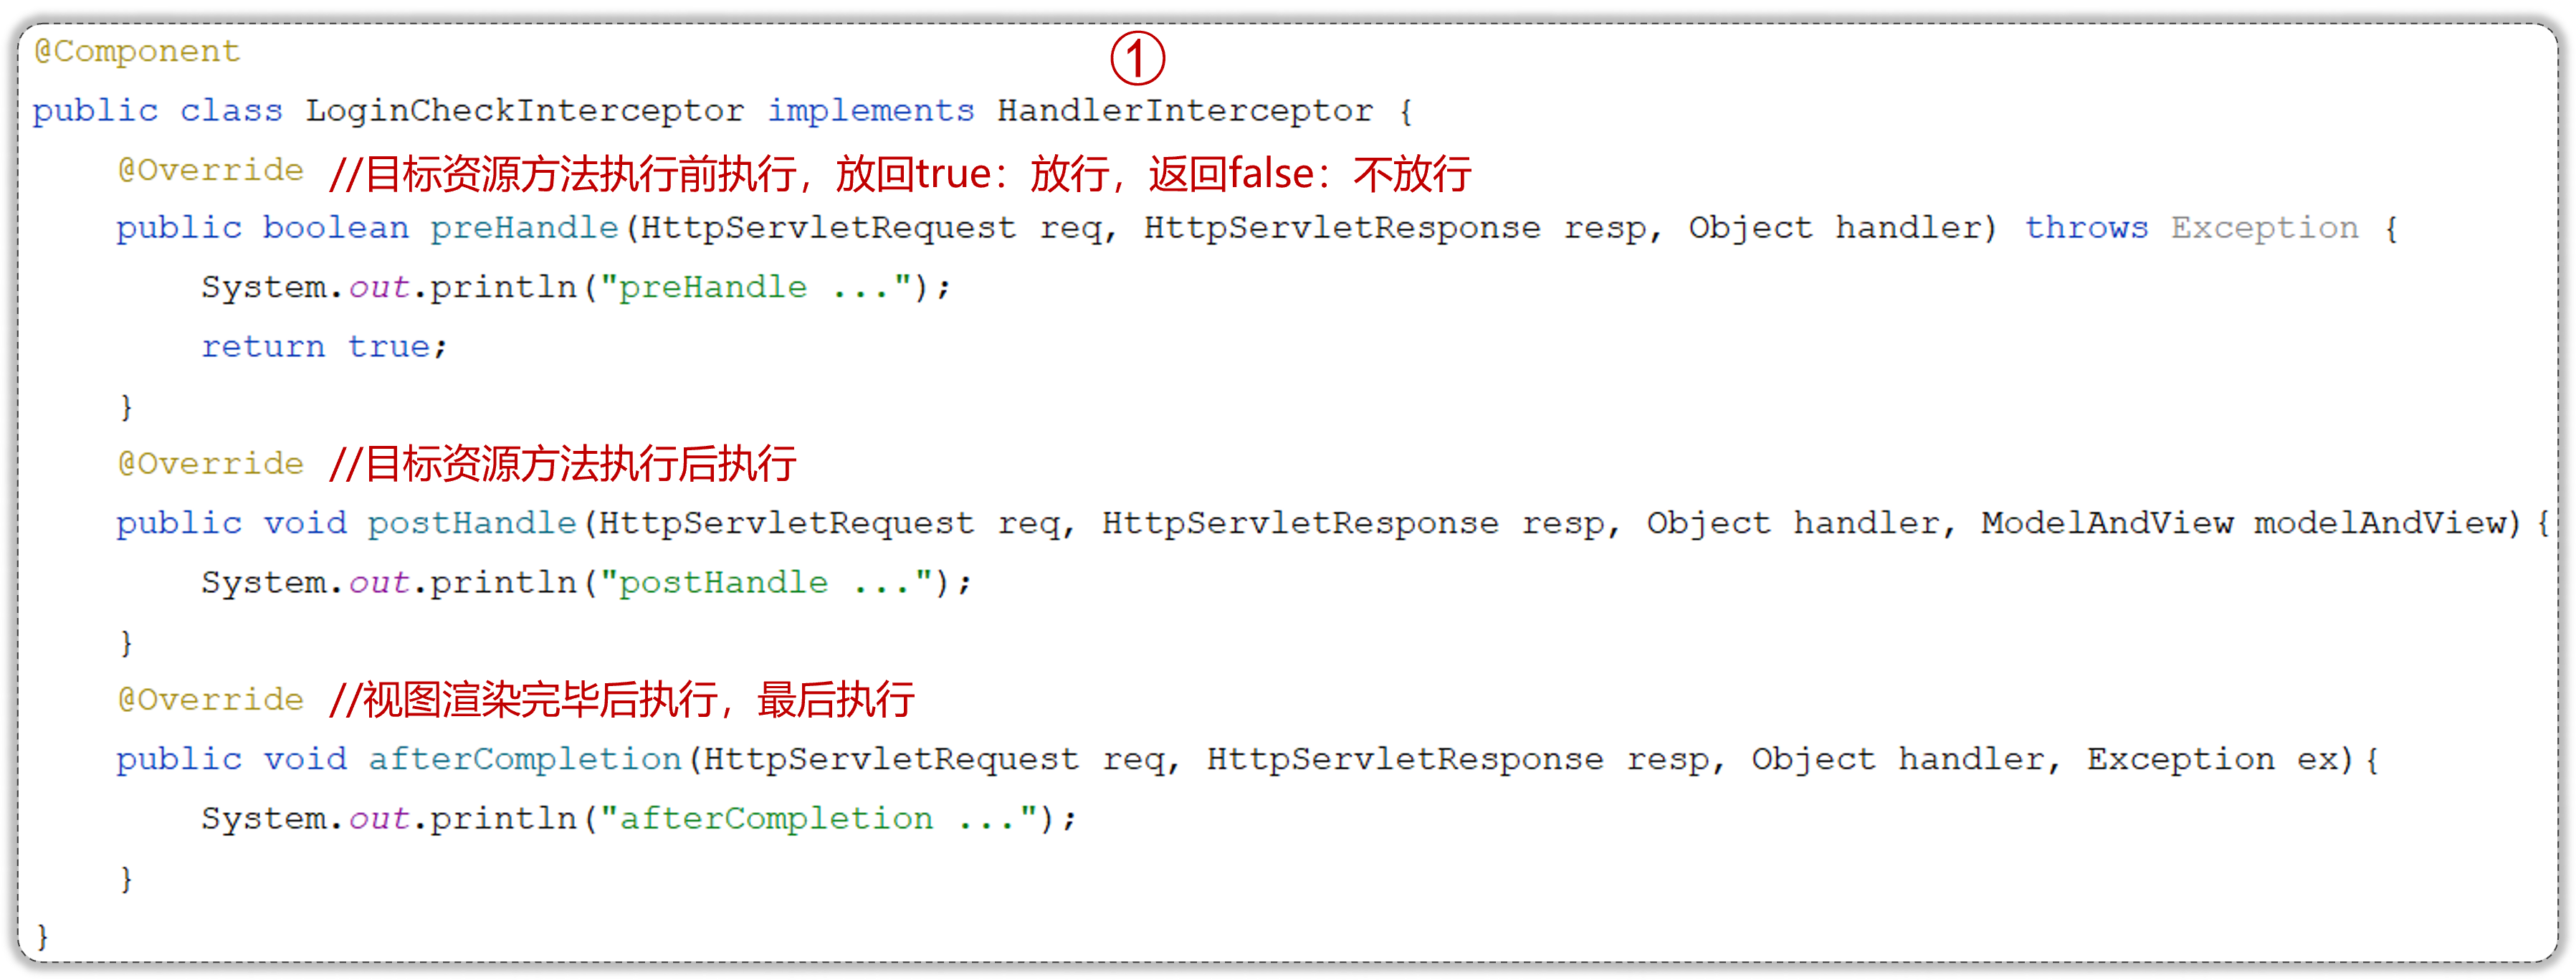 ①
@Component
public class LoginCheckInterceptor implements HandlerInterceptor {
@Override //目标资源方法执行前执行，放回true：放行，返回false：不放行
public boolean preHandle(HttpServletRequest req, HttpServletResponse resp, Object handler) throws Exception {
System.out.println("preHandle ...");
return true;
}
@Override //目标资源方法执行后执行
public void postHandle(HttpServletRequest req, HttpServletResponse resp, Object handler, ModelAndView modelAndView){
System.out.println("postHandle ...");
}
@Override //视图渲染完毕后执行，最后执行
public void afterCompletion(HttpServletRequest req, HttpServletResponse resp, Object handler, Exception ex){
System.out.println("afterCompletion ...");
}
}